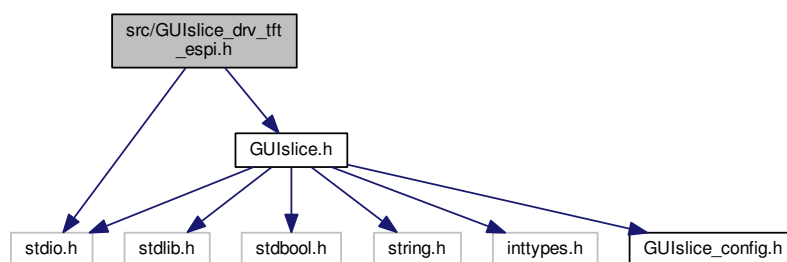 src/GUIslice_drv_tft
_espi.h
GUIslice.h
stdio.h
stdlib.h
stdbool.h
string.h
inttypes.h
GUIslice_config.h